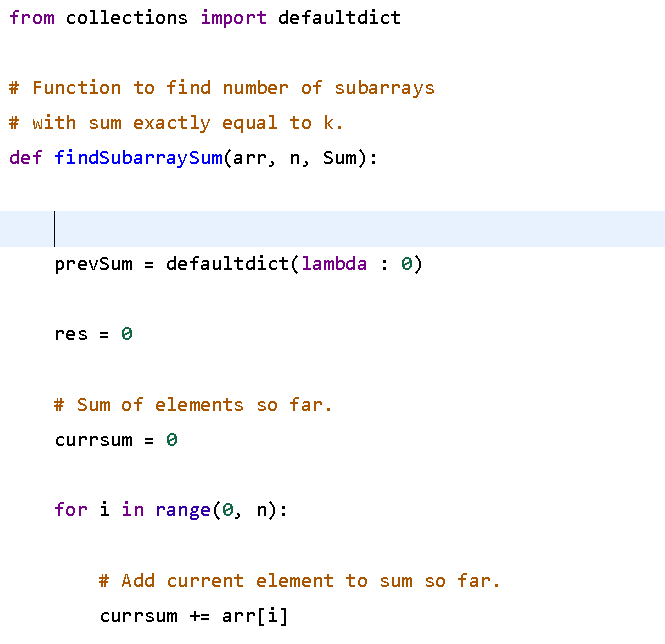 from collections import defaultdict
# Function to find number of subarrays
# with sum exactly equal to k.
def findSubarraySum(arr, n, Sum):
prevSum = defaultdict(lambda : 0)
res = 0
# Sum of elements so far.
currsum = 0
for i in range(0, n):
# Add current element to sum so far.
currsum += arr[i]